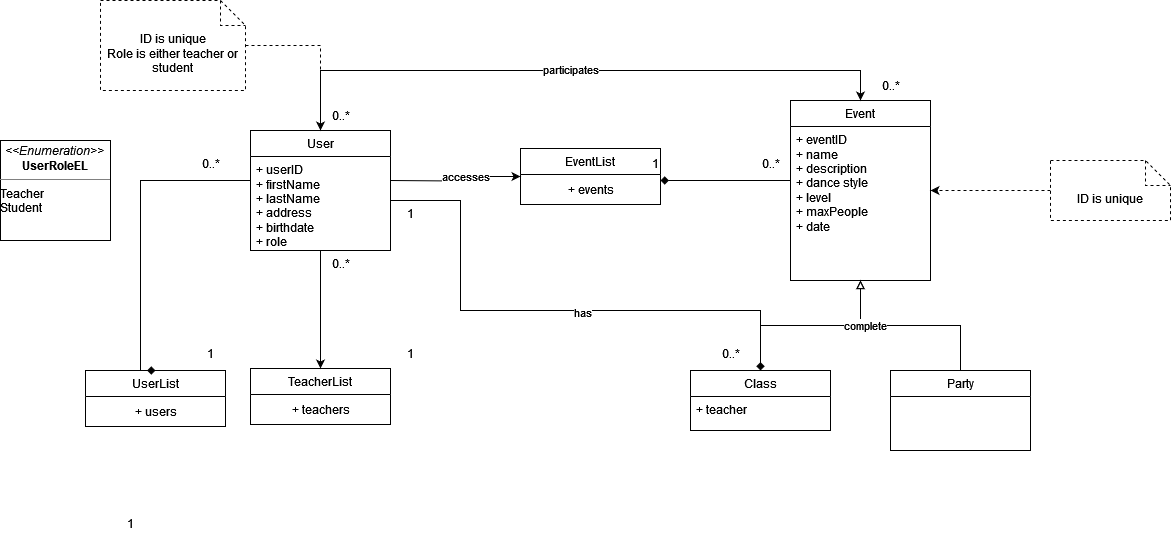 ID is unique
Role is either teacher or
student
participates
0..*
0..*
<<Enumeration>>
UserRoleEL
Teacher
Student
0..*
User
+ userID
+ firstName
+ lastName
+ address
+ birthdate
+ role
accesses
1
EventList
1
+ events
0..*
Event
+ eventID
+ name
+ description
+ dance style
+ level
+ maxPeople
+ date
ID is unique
0..*
has
complete
1
1
0..*
UserList
+ users
TeacherList
+ teachers
Class
+ teacher
Party
1